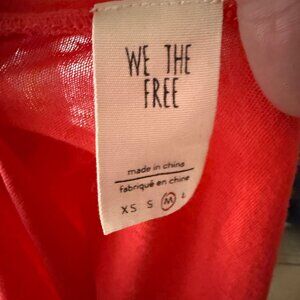 WE THE
FREE
made in china
fabriqué en chine
XS S M L